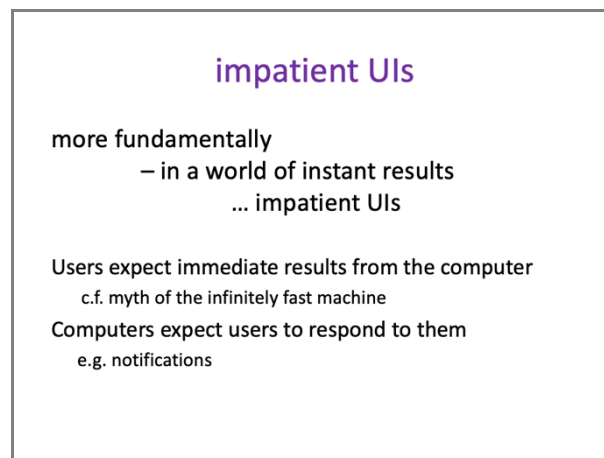 impatient UIs
more fundamentally
– in a world of instant results
... impatient UIs
Users expect immediate results from the computer
c.f. myth of the infinitely fast machine
Computers expect users to respond to them
e.g. notifications